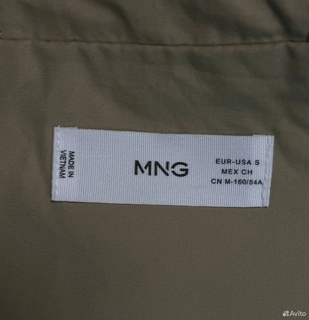 MADE IN
VIETNAM
MNG
EUR-USA S
MEX CH
CN M-160/84A
Avito